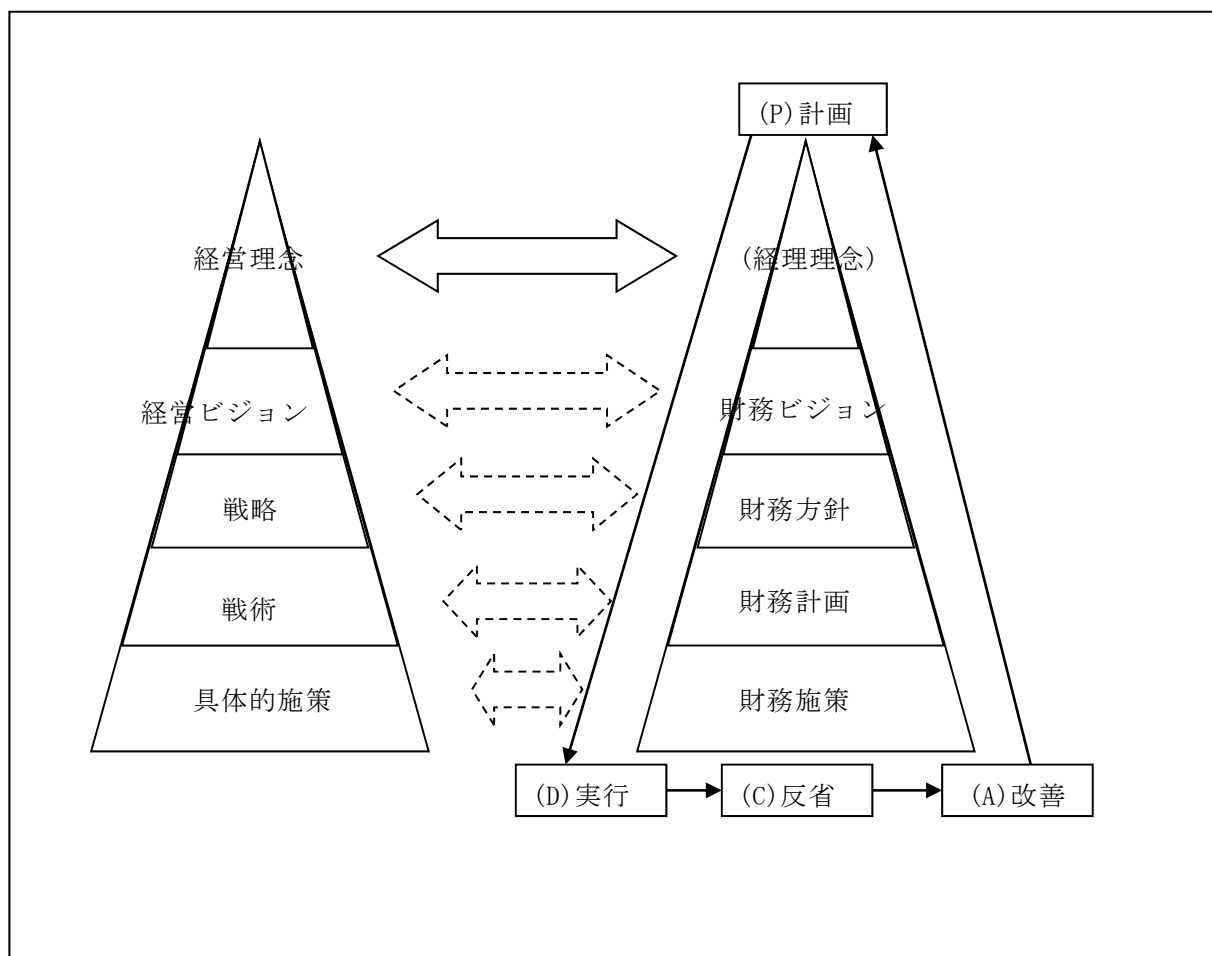 (P)計画
経営理念
(経理理念)
経営ビジョン
財務ビジョン
戦略
財務方針
戦術
財務計画
具体的施策
財務施策
(D)実行
(C)反省
(A)改善